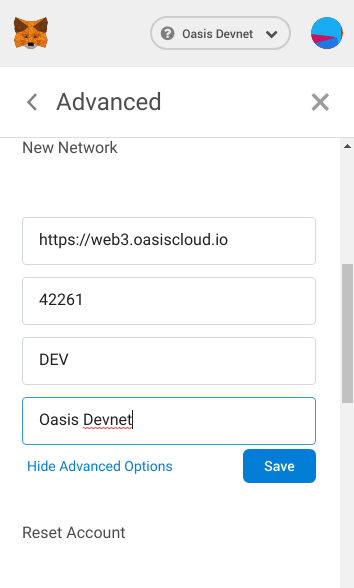 Oasis Devnet
Advanced
New Network
https://web3.oasiscloud.io
42261
DEV
Oasis Devnet
Hide Advanced Options
Save
Reset Account